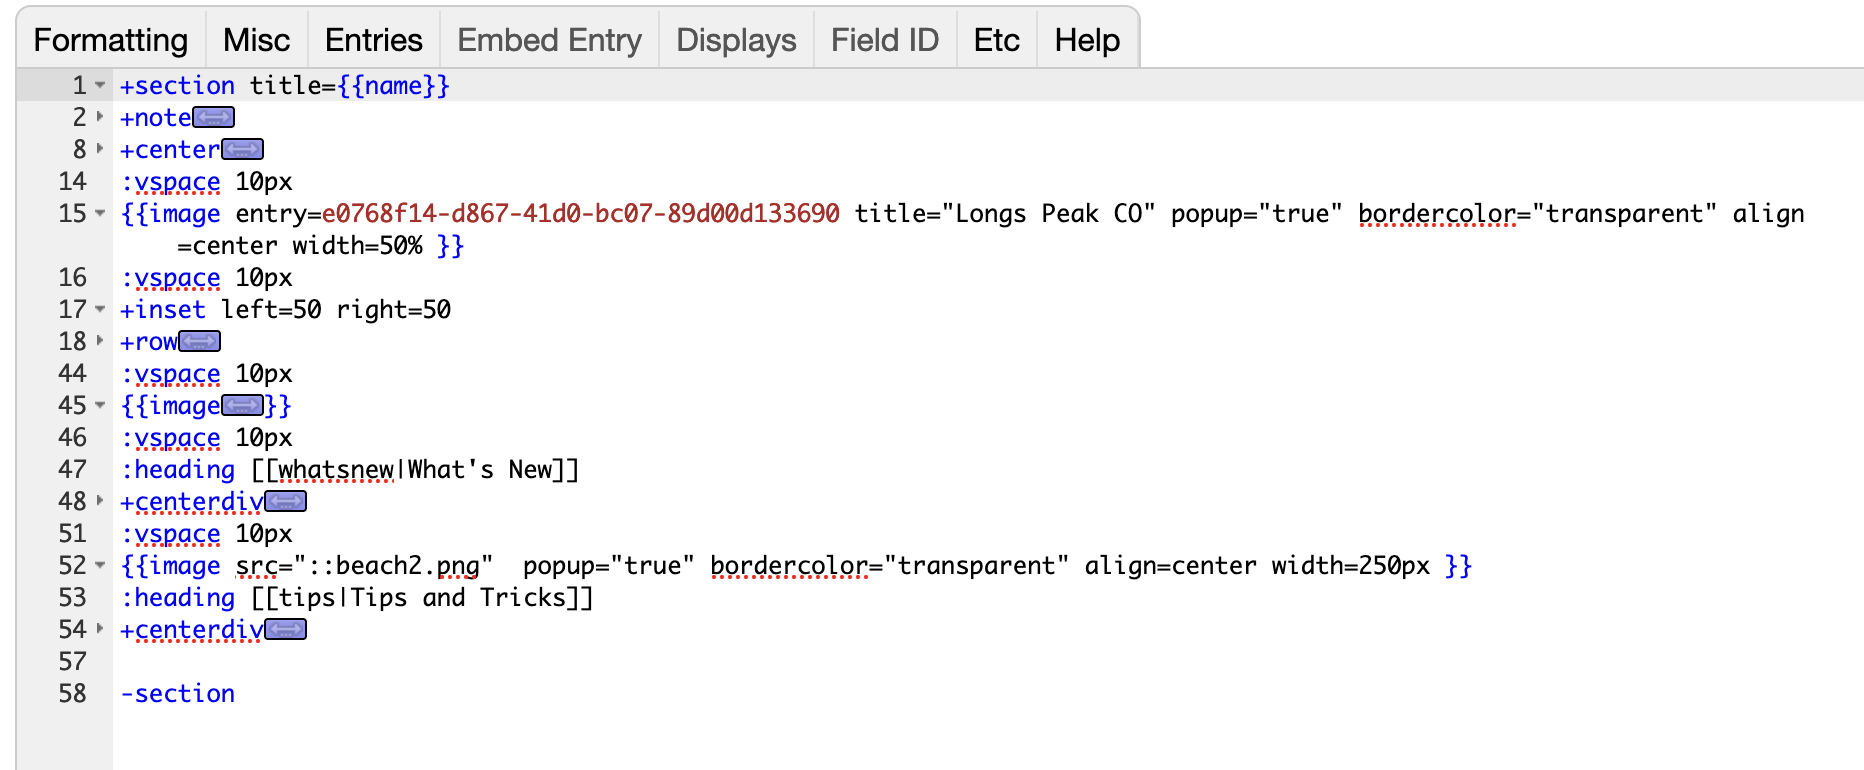 Formatting Misc Entries Embed Entry Displays Field ID Etc Help
1 +section title={{name}}
2 +note
8 +center
14 :vspace 10px
15 {{image entry=e0768f14-d867-41d0-bc07-89d00d133690 title="Longs Peak CO" popup="true" bordercolor="transparent" align
=center width=50% }}
16 :vspace 10px
17 +inset left=50 right=50
18 +row
44 :vspace 10px
45 {{image}}
46 :vspace 10px
47 :heading [[whatsnew|What's New]]
48 +centerdiv
51 :vspace 10px
52 {{image src="::beach2.png"  popup="true" bordercolor="transparent" align=center width=250px }}
53 :heading [[tips|Tips and Tricks]]
54 +centerdiv
57
58 -section